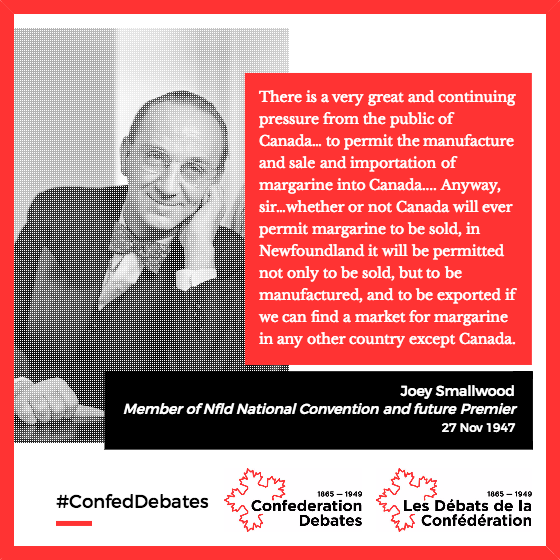 There is a very great and continuing
pressure from the public of
Canada... to permit the manufacture
and sale and importation of
margarine into Canada.... Anyway,
sir...whether or not Canada will ever
permit margarine to be sold, in
Newfoundland it will be permitted
not only to be sold, but to be
manufactured, and to be exported if
we can find a market for margarine
in any other country except Canada.
Joey Smallwood
Member of Nfld National Convention and future Premier
27 Nov 1947
#ConfedDebates
1865 — 1949
Confederation
Debates
1865 — 1949
Les Débats de la
Confédération